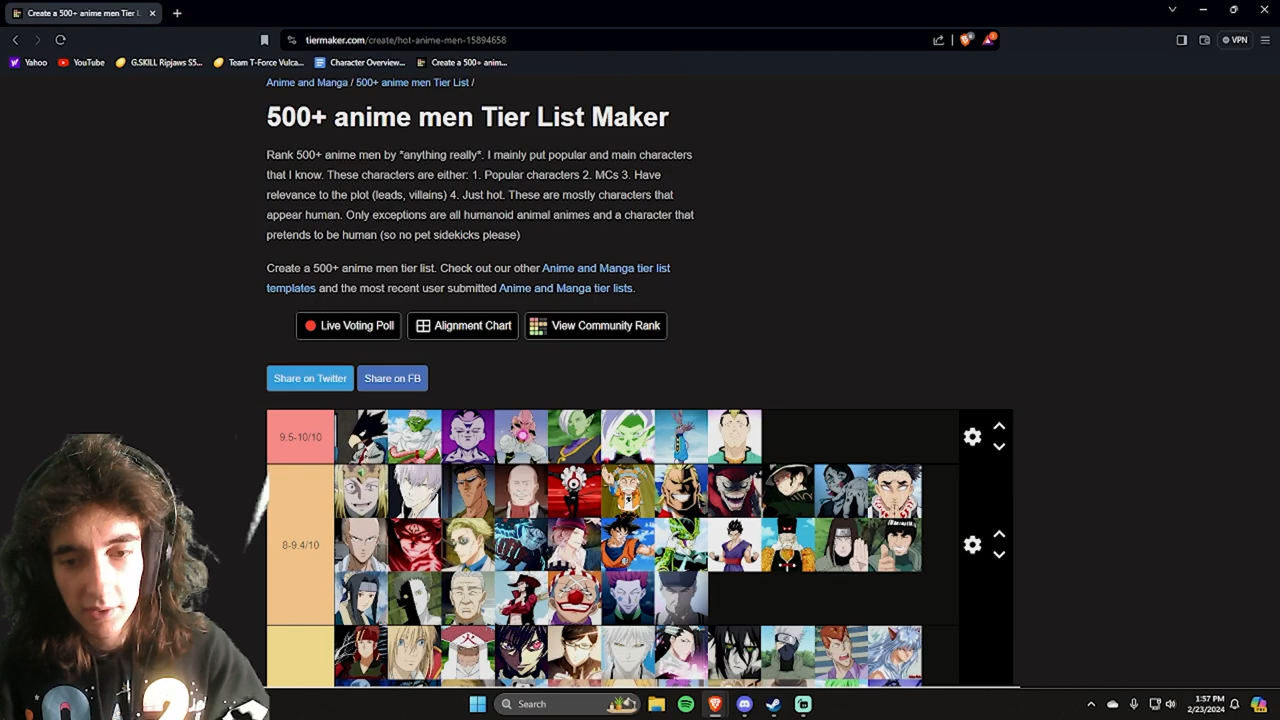 Create a 500+ anime men Tier L
tiermaker.com/create/hot-anime-men-15894658
VPN
Yahoo
YouTube
G.SKILL Ripjaws S5...
Team T-Force Vulca...
Character Overview...
Create a 500+ anim...
Anime and Manga / 500+ anime men Tier List /
500+ anime men Tier List Maker
Rank 500+ anime men by *anything really*. I mainly put popular and main characters
that I know. These characters are either: 1. Popular characters 2. MCs 3. Have
relevance to the plot (leads, villains) 4. Just hot. These are mostly characters that
appear human. Only exceptions are all humanoid animal animes and a character that
pretends to be human (so no pet sidekicks please)
Create a 500+ anime men tier list. Check out our other Anime and Manga tier list
templates and the most recent user submitted Anime and Manga tier lists.
Live Voting Poll
Alignment Chart
View Community Rank
Share on Twitter
Share on FB
9.5-10/10
8-9.4/10
Search
1:57 PM
2/23/2024